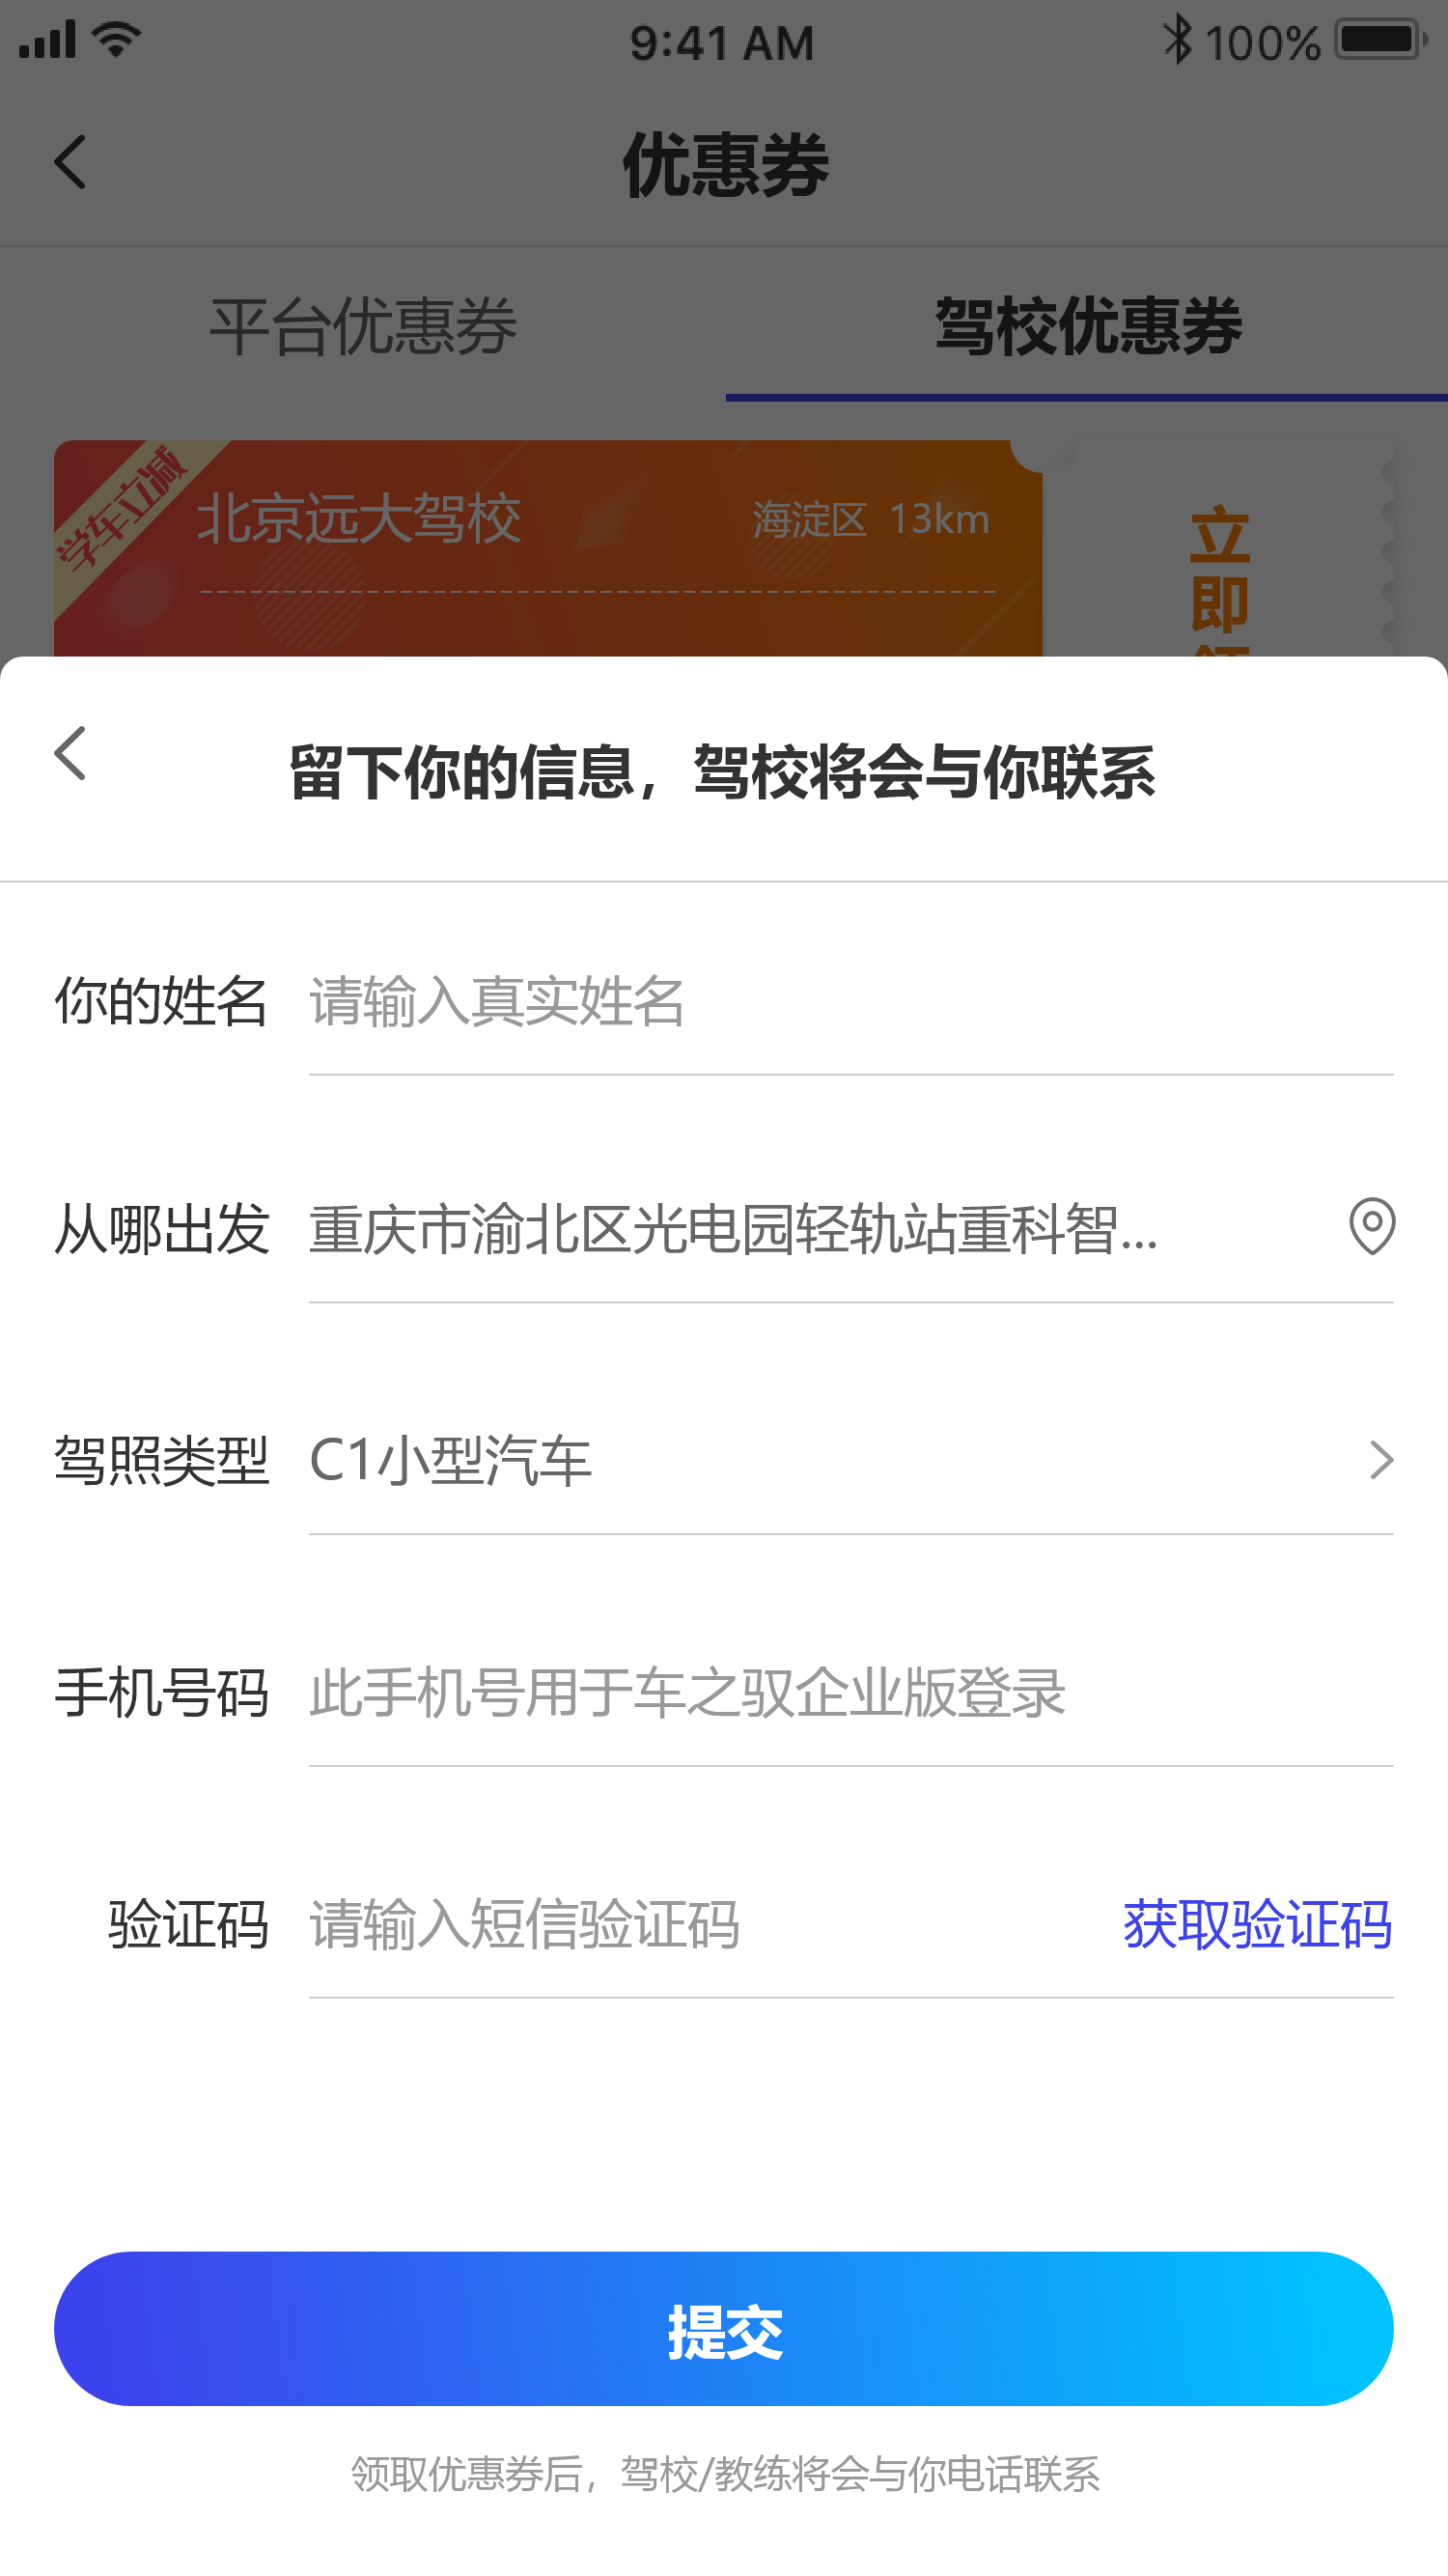 9:41 AM
100%
优惠券
平台优惠券
驾校优惠券
学车立减
北京远大驾校
海淀区 13km
立
即
留下你的信息，驾校将会与你联系
你的姓名 请输入真实姓名
从哪出发 重庆市渝北区光电园轻轨站重科智...
驾照类型 C1小型汽车
手机号码 此手机号用于车之驭企业版登录
验证码 请输入短信验证码 获取验证码
提交
领取优惠券后，驾校/教练将会与你电话联系